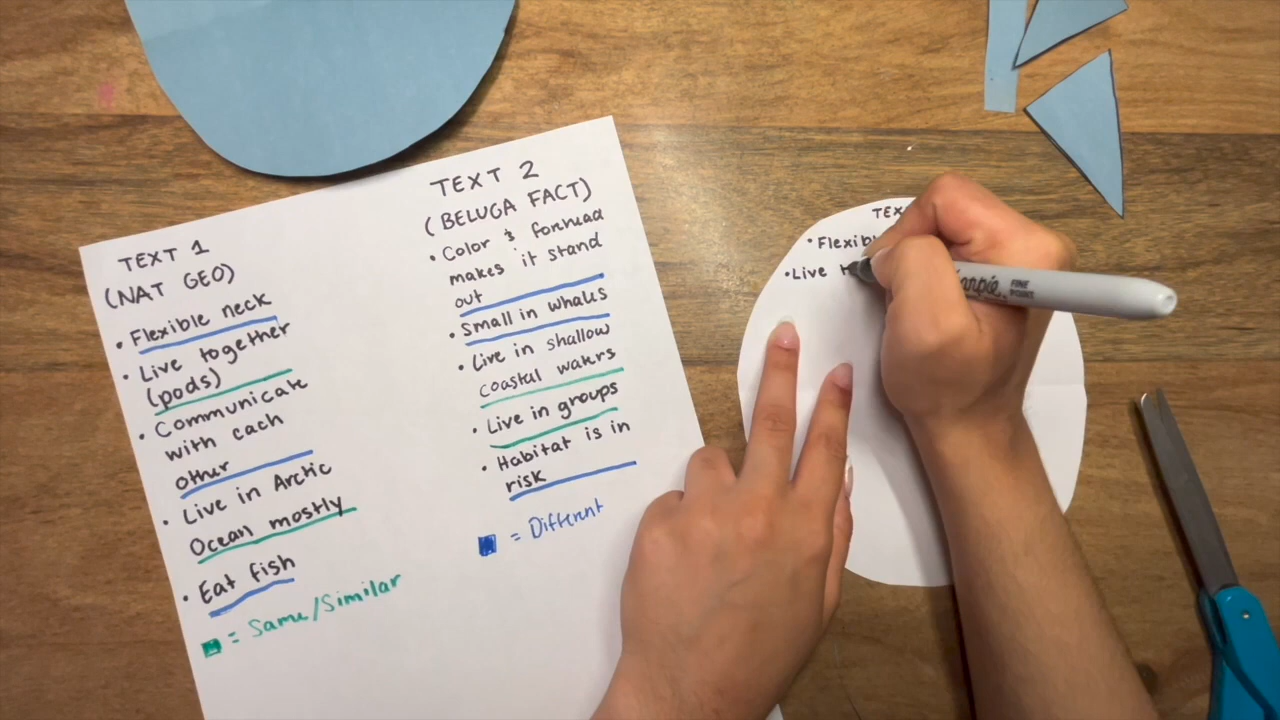 TEXT 1
(NAT GEO)
• Flexible neck
• Live together
(pods)
• Communicate
with each
other
• Live in Arctic
Ocean mostly
• Eat fish
= Same/Similar
TEXT 2
(BELUGA FACT)
• Color & forehead
makes it stand
out
• Small in whales
• Live in shallow
coastal waters
• Live in groups
• Habitat is in
risk
= Different
TEX
• Flexib
• Live
FINE
POINT